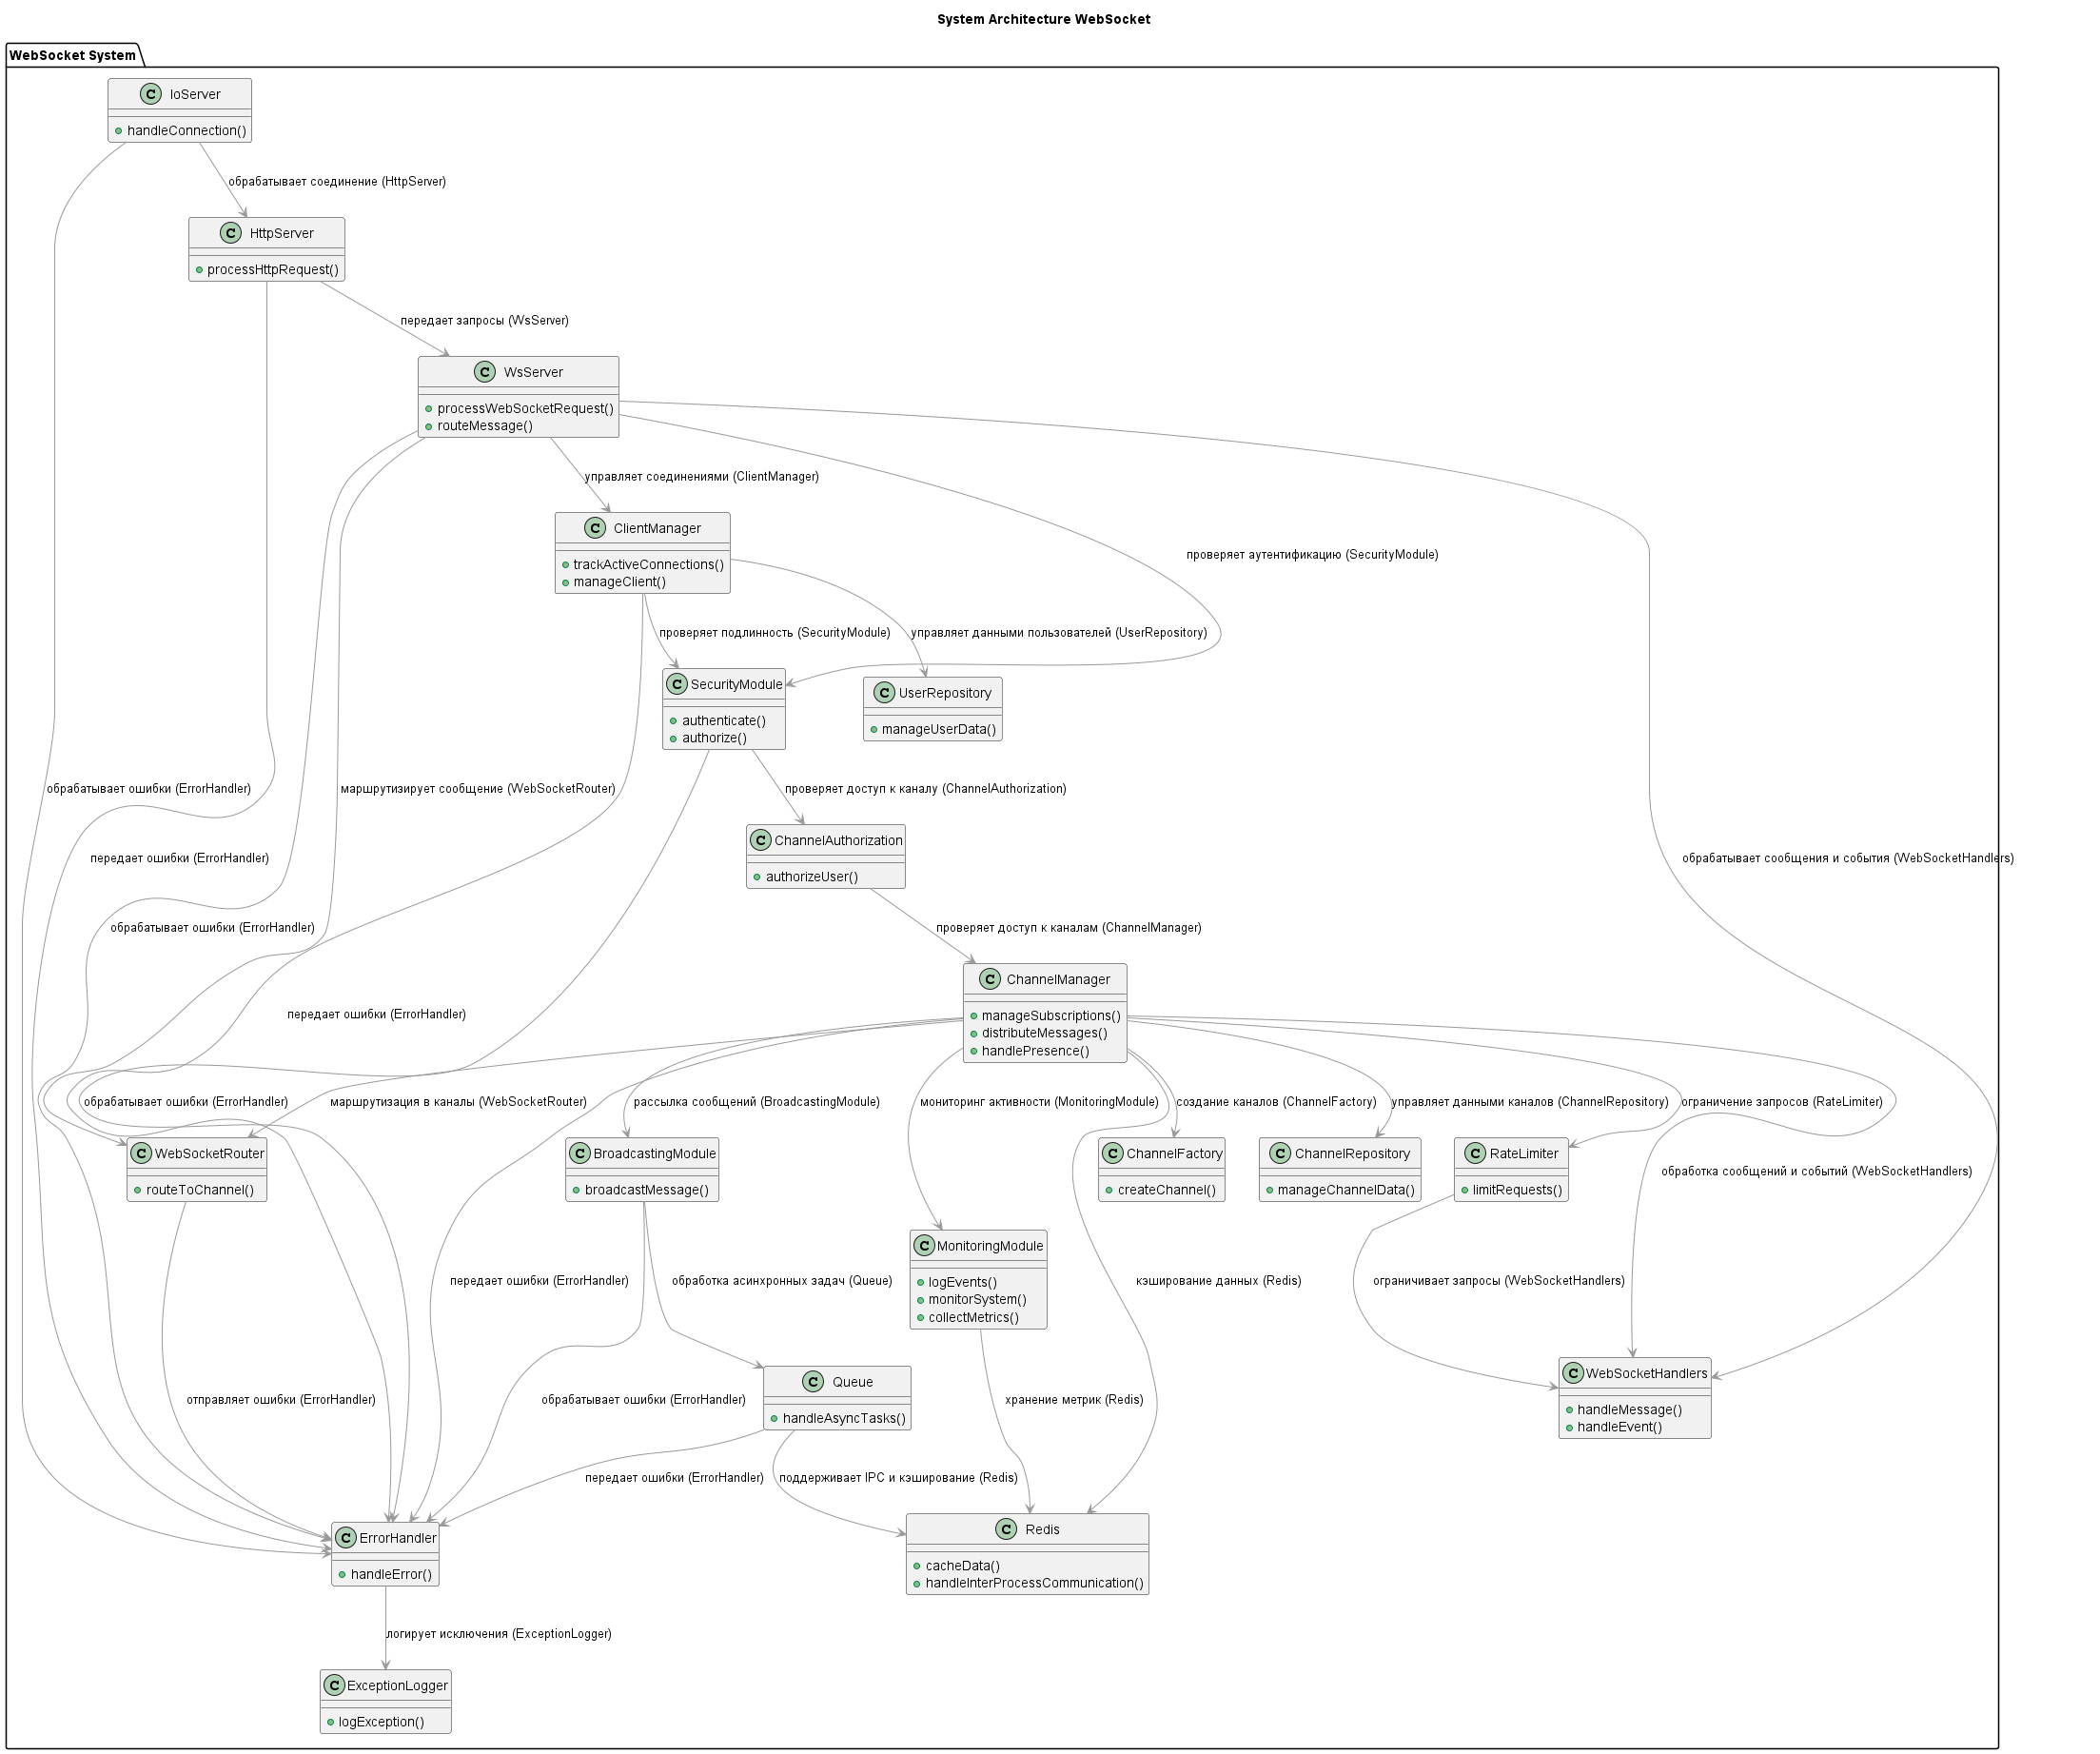 System Architecture WebSocket
WebSocket System
IoServer
handleConnection()
обрабатывает соединение (HttpServer)
HttpServer
processHttpRequest()
передает запросы (WsServer)
WsServer
processWebSocketRequest()
routeMessage()
управляет соединениями (ClientManager)
ClientManager
trackActiveConnections()
manageClient()
проверяет аутентификацию (SecurityModule)
проверяет подлинность (SecurityModule)
управляет данными пользователей (UserRepository)
SecurityModule
authenticate()
authorize()
UserRepository
manageUserData()
обрабатывает ошибки (ErrorHandler)
маршрутизирует сообщение (WebSocketRouter)
проверяет доступ к каналу (ChannelAuthorization)
ChannelAuthorization
authorizeUser()
передает ошибки (ErrorHandler)
обрабатывает сообщения и события (WebSocketHandlers)
обрабатывает ошибки (ErrorHandler)
проверяет доступ к каналам (ChannelManager)
ChannelManager
manageSubscriptions()
distributeMessages()
handlePresence()
передает ошибки (ErrorHandler)
обрабатывает ошибки (ErrorHandler)
маршрутизация в каналы (WebSocketRouter)
рассылка сообщений (BroadcastingModule)
мониторинг активности (MonitoringModule)
создание каналов (ChannelFactory)
управляет данными каналов (ChannelRepository)
ограничение запросов (RateLimiter)
WebSocketRouter
routeToChannel()
BroadcastingModule
broadcastMessage()
ChannelFactory
createChannel()
ChannelRepository
manageChannelData()
RateLimiter
limitRequests()
обработка сообщений и событий (WebSocketHandlers)
передает ошибки (ErrorHandler)
обработка асинхронных задач (Queue)
MonitoringModule
logEvents()
monitorSystem()
collectMetrics()
кэширование данных (Redis)
ограничивает запросы (WebSocketHandlers)
отправляет ошибки (ErrorHandler)
обрабатывает ошибки (ErrorHandler)
Queue
handleAsyncTasks()
хранение метрик (Redis)
WebSocketHandlers
handleMessage()
handleEvent()
передает ошибки (ErrorHandler)
поддерживает IPC и кэширование (Redis)
ErrorHandler
handleError()
Redis
cacheData()
handleInterProcessCommunication()
логирует исключения (ExceptionLogger)
ExceptionLogger
logException()